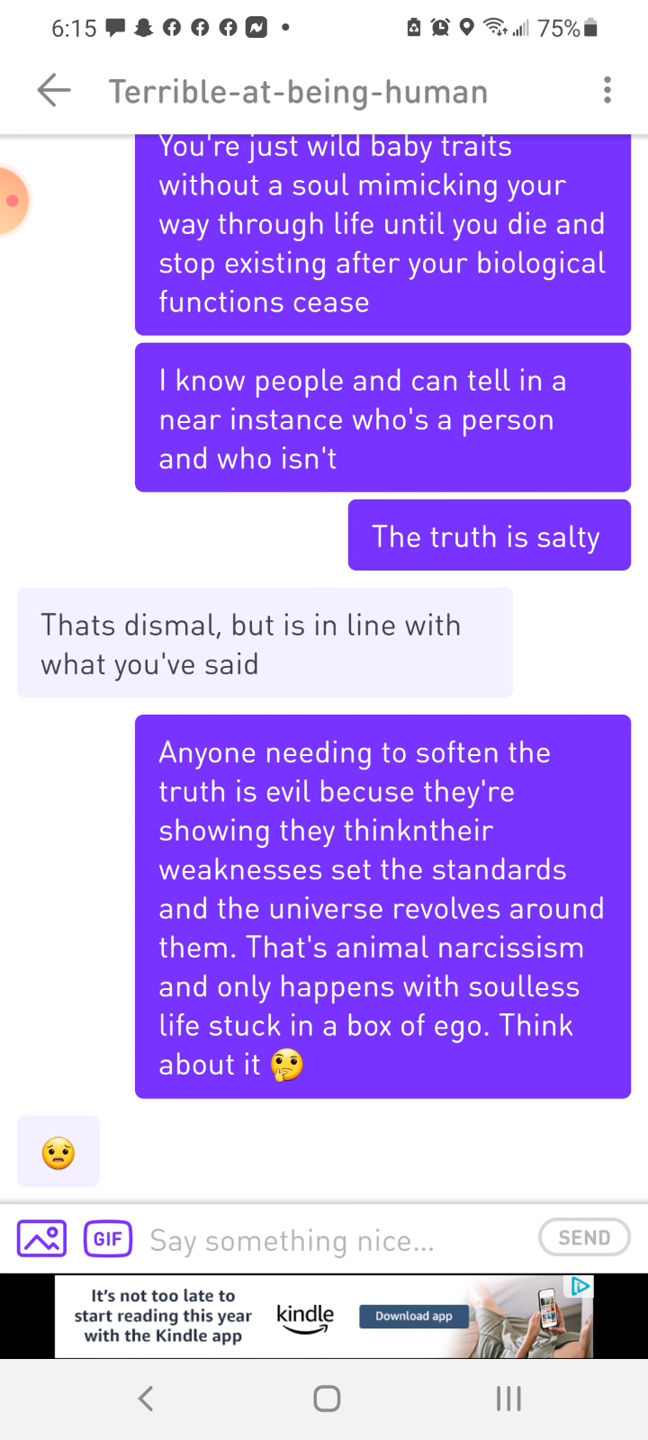 6:15
75%
Terrible-at-being-human
You're just wild baby traits
without a soul mimicking your
way through life until you die and
stop existing after your biological
functions cease
I know people and can tell in a
near instance who's a person
and who isn't
The truth is salty
Thats dismal, but is in line with
what you've said
Anyone needing to soften the
truth is evil becuse they're
showing they thinkntheir
weaknesses set the standards
and the universe revolves around
them. That's animal narcissism
and only happens with soulless
life stuck in a box of ego. Think
about it 🤔
😟
GIF
Say something nice...
SEND
It's not too late to
start reading this year
with the Kindle app
kindle
Download app